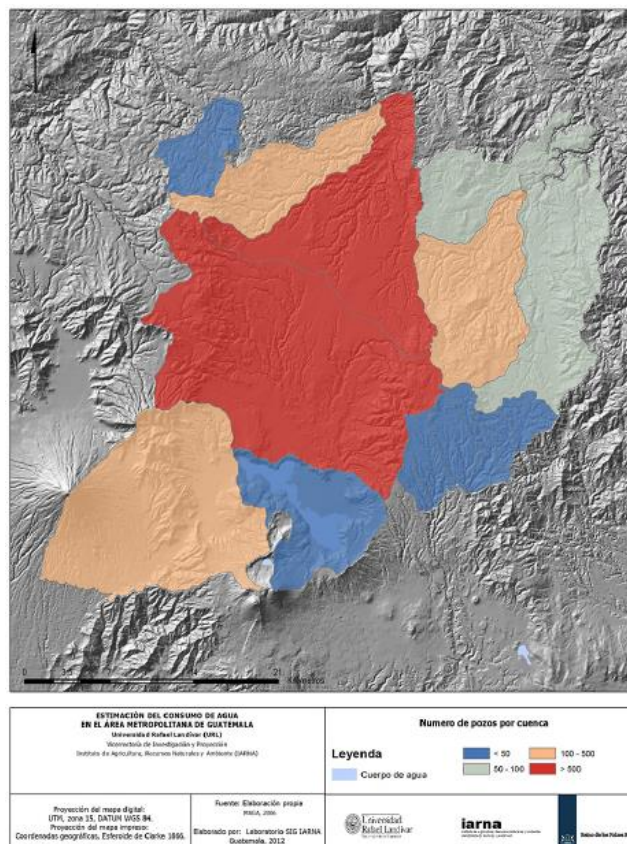 0
21
ESTIMACIÓN DEL CONSUMO DE AGUA
EN EL ÁREA METROPOLITANA DE GUATEMALA
Universidad Rafael Landívar (URL)
Vicerrectoría de Investigación y Proyección
Instituto de Agricultura, Recursos Naturales y Ambiente (IARNA)
Numero de pozos por cuenca
Leyenda
Cuerpo de agua
< 50
50 - 100
100 - 500
> 500
Proyección del mapa digital:
UTM, zona 15, DATUM WGS 84.
Proyección del mapa impreso:
Coordenadas geográficas, Esferoide de Clarke 1866.
Fuente: Elaboración propia
MAGA, 2006.
Elaborado por: Laboratorio SIG IARNA
Guatemala, 2012
Universidad
Rafael Landívar
iarna